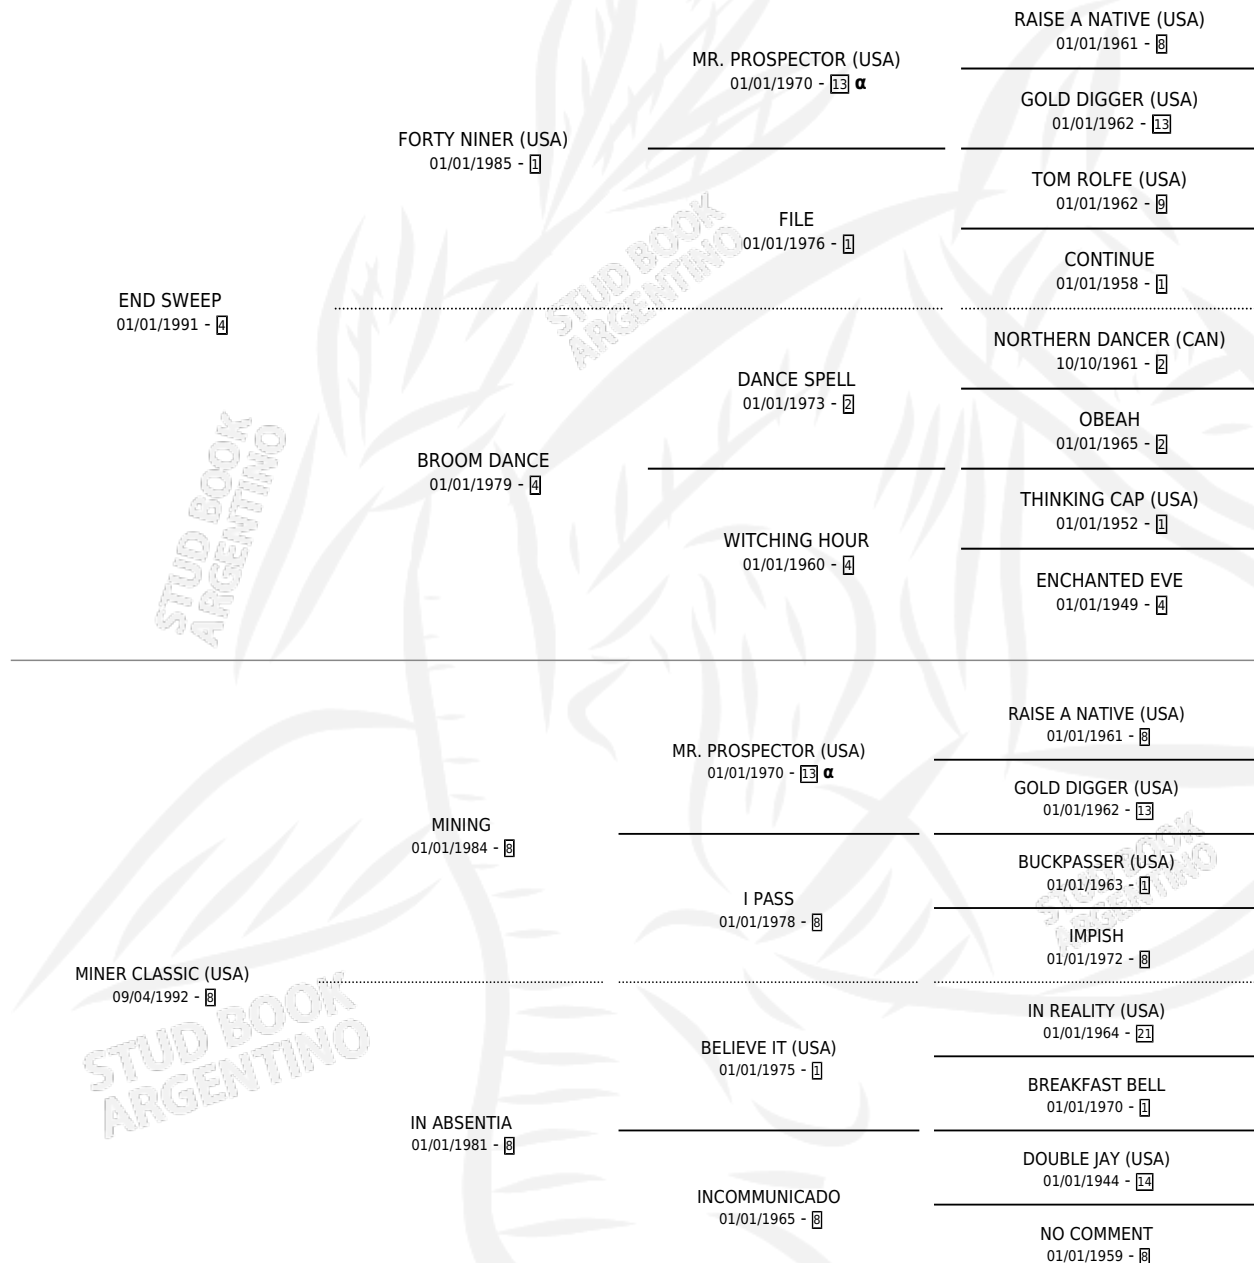 RAISE A NATIVE (USA)
01/01/1961 - 8
MR. PROSPECTOR (USA)
01/01/1970 - 13 α
GOLD DIGGER (USA)
01/01/1962 - 13
FORTY NINER (USA)
01/01/1985 - 1
TOM ROLFE (USA)
01/01/1962 - 9
FILE
01/01/1976 - 1
CONTINUE
01/01/1958 - 1
END SWEEP
01/01/1991 - 4
NORTHERN DANCER (CAN)
10/10/1961 - 2
DANCE SPELL
01/01/1973 - 2
OBEAH
01/01/1965 - 2
BROOM DANCE
01/01/1979 - 4
THINKING CAP (USA)
01/01/1952 - 1
WITCHING HOUR
01/01/1960 - 4
ENCHANTED EVE
01/01/1949 - 4
STUD BOOK
ARGENTINO
STUD BOOK
ARGENTINO
RAISE A NATIVE (USA)
01/01/1961 - 8
MR. PROSPECTOR (USA)
01/01/1970 - 13 α
GOLD DIGGER (USA)
01/01/1962 - 13
MINING
01/01/1984 - 8
BUCKPASSER (USA)
01/01/1963 - 1
I PASS
01/01/1978 - 8
IMPISH
01/01/1972 - 8
MINER CLASSIC (USA)
09/04/1992 - 8
IN REALITY (USA)
01/01/1964 - 21
BELIEVE IT (USA)
01/01/1975 - 1
BREAKFAST BELL
01/01/1970 - 1
IN ABSENTIA
01/01/1981 - 8
DOUBLE JAY (USA)
01/01/1944 - 14
INCOMMUNICADO
01/01/1965 - 8
NO COMMENT
01/01/1959 - 8
STUD BOOK
ARGENTINO
STUD BOOK
ARGENTINO